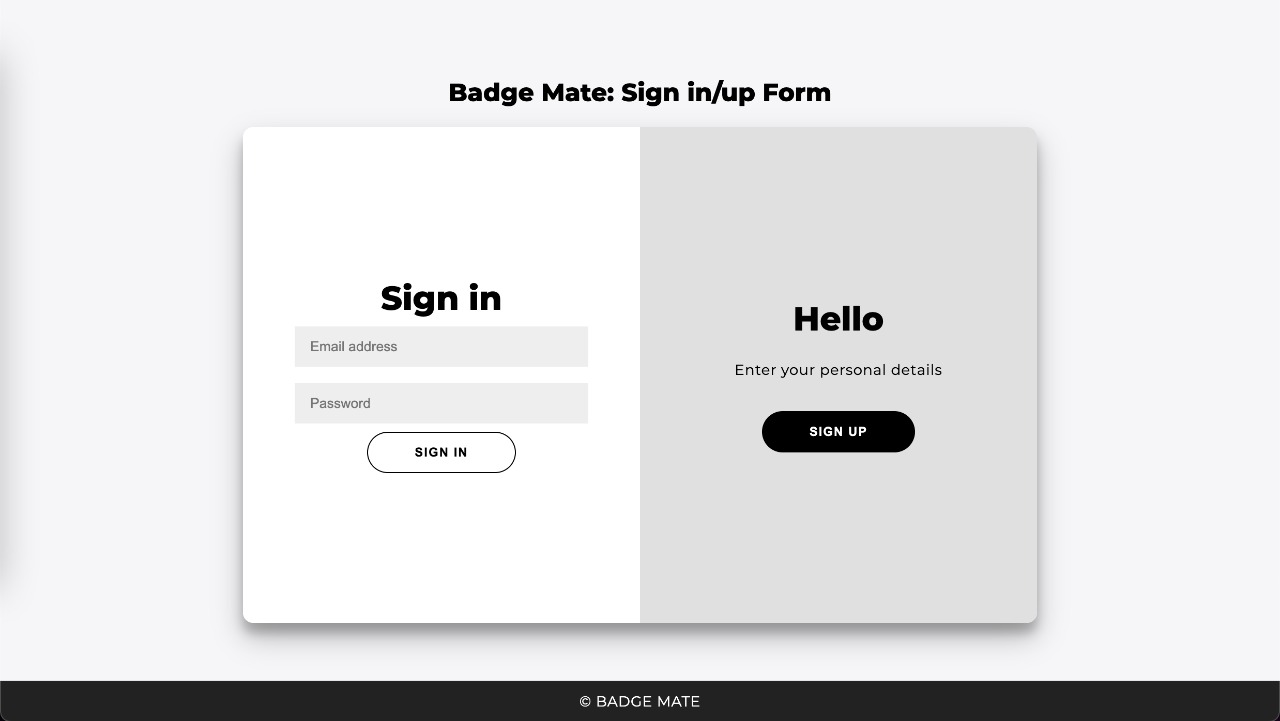 Badge Mate: Sign in/up Form
Sign in
Email address
Password
SIGN IN
Hello
Enter your personal details
SIGN UP
© BADGE MATE